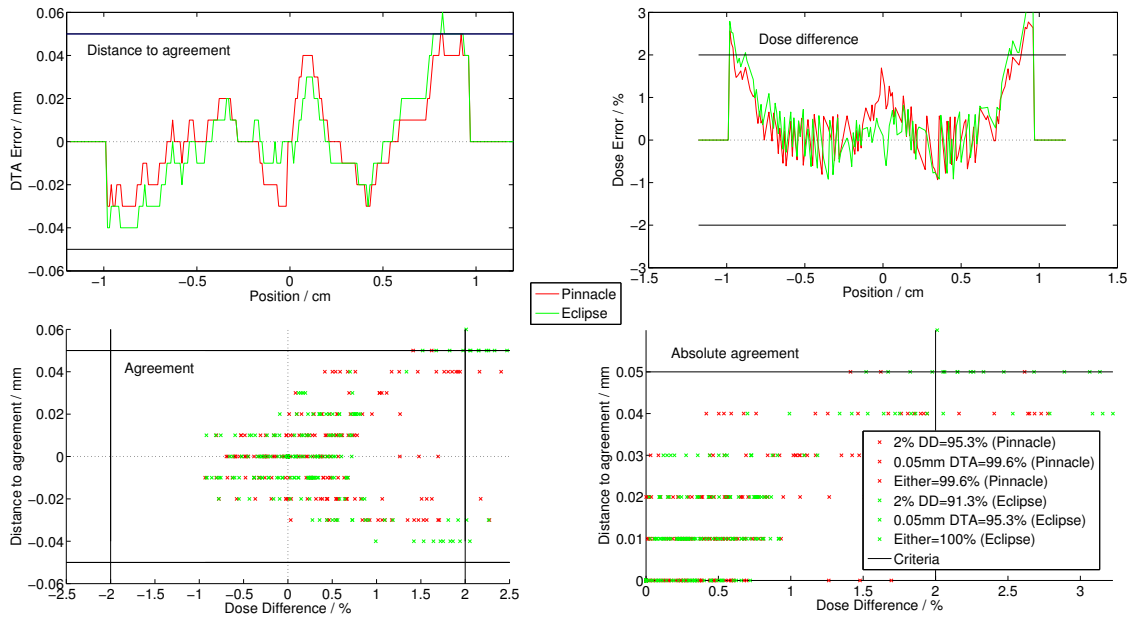 0.06
0.04
0.02
0
−0.02
−0.04
−0.06
DTA Error / mm
Distance to agreement
−1
−0.5
0
0.5
1
Position / cm
3
2
1
0
−1
−2
−3
Dose Error / %
Dose difference
−1.5
−1
−0.5
0
0.5
1
1.5
Position / cm
Pinnacle
Eclipse
0.06
0.04
0.02
0
−0.02
−0.04
−0.06
Distance to agreement / mm
Agreement
−2.5
−2
−1.5
−1
−0.5
0
0.5
1
1.5
2
2.5
Dose Difference / %
0.05
0.04
0.03
0.02
0.01
0
Distance to agreement / mm
Absolute agreement
2% DD=95.3% (Pinnacle)
0.05mm DTA=99.6% (Pinnacle)
Either=99.6% (Pinnacle)
2% DD=91.3% (Eclipse)
0.05mm DTA=95.3% (Eclipse)
Either=100% (Eclipse)
Criteria
0
0.5
1
1.5
2
2.5
3
Dose Difference / %